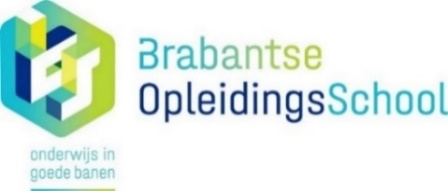 Brabantse
OpleidingsSchool
onderwijs in
goede banen